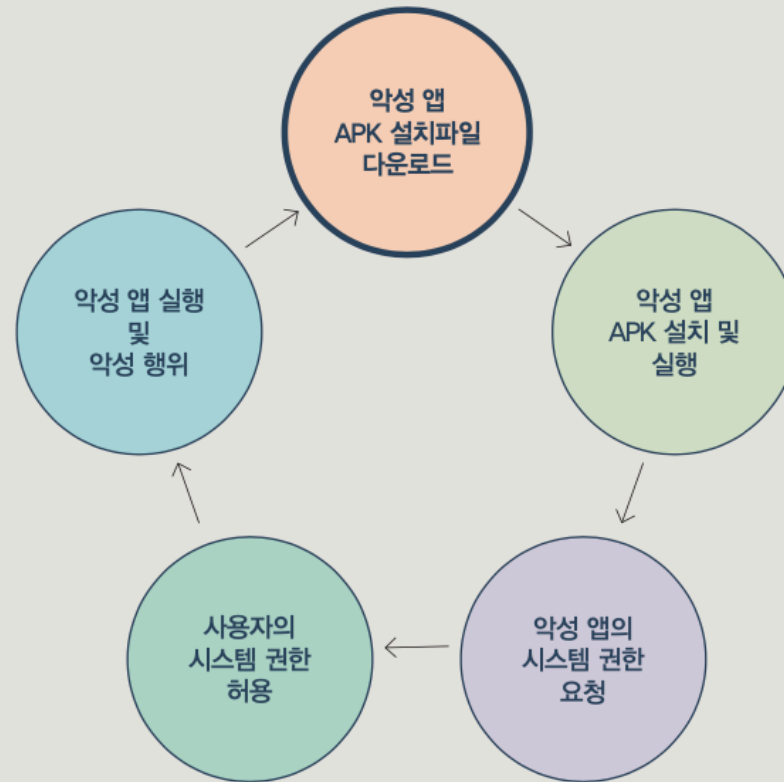 악성 앱
APK 설치파일
다운로드
악성 앱
APK 설치 및
실행
악성 앱의
시스템 권한
요청
사용자의
시스템 권한
허용
악성 앱 실행
및
악성 행위